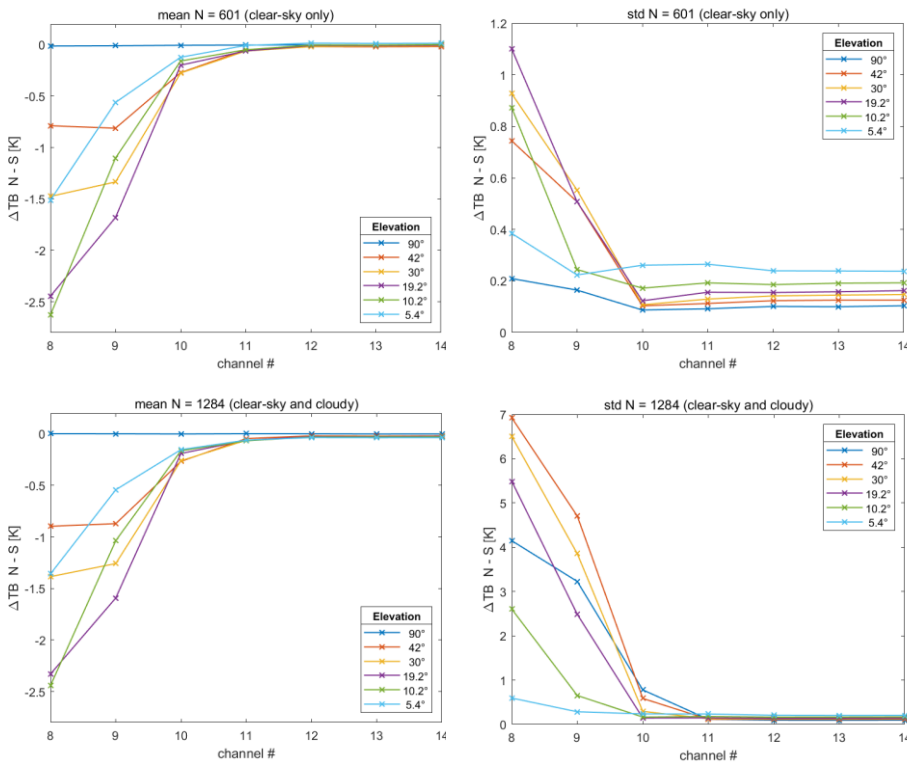 mean N = 601 (clear-sky only)
0
-0.5
-1
-1.5
-2
-2.5
Δ TB N - S [K]
Elevation
90°
42°
30°
19.2°
10.2°
5.4°
8 9 10 11 12 13 14
channel #
std N = 601 (clear-sky only)
1.2
1
0.8
0.6
0.4
0.2
0
Δ TB N - S [K]
Elevation
90°
42°
30°
19.2°
10.2°
5.4°
8 9 10 11 12 13 14
channel #
mean N = 1284 (clear-sky and cloudy)
0
-0.5
-1
-1.5
-2
-2.5
Δ TB N - S [K]
Elevation
90°
42°
30°
19.2°
10.2°
5.4°
8 9 10 11 12 13 14
channel #
std N = 1284 (clear-sky and cloudy)
7
6
5
4
3
2
1
0
Δ TB N - S [K]
Elevation
90°
42°
30°
19.2°
10.2°
5.4°
8 9 10 11 12 13 14
channel #